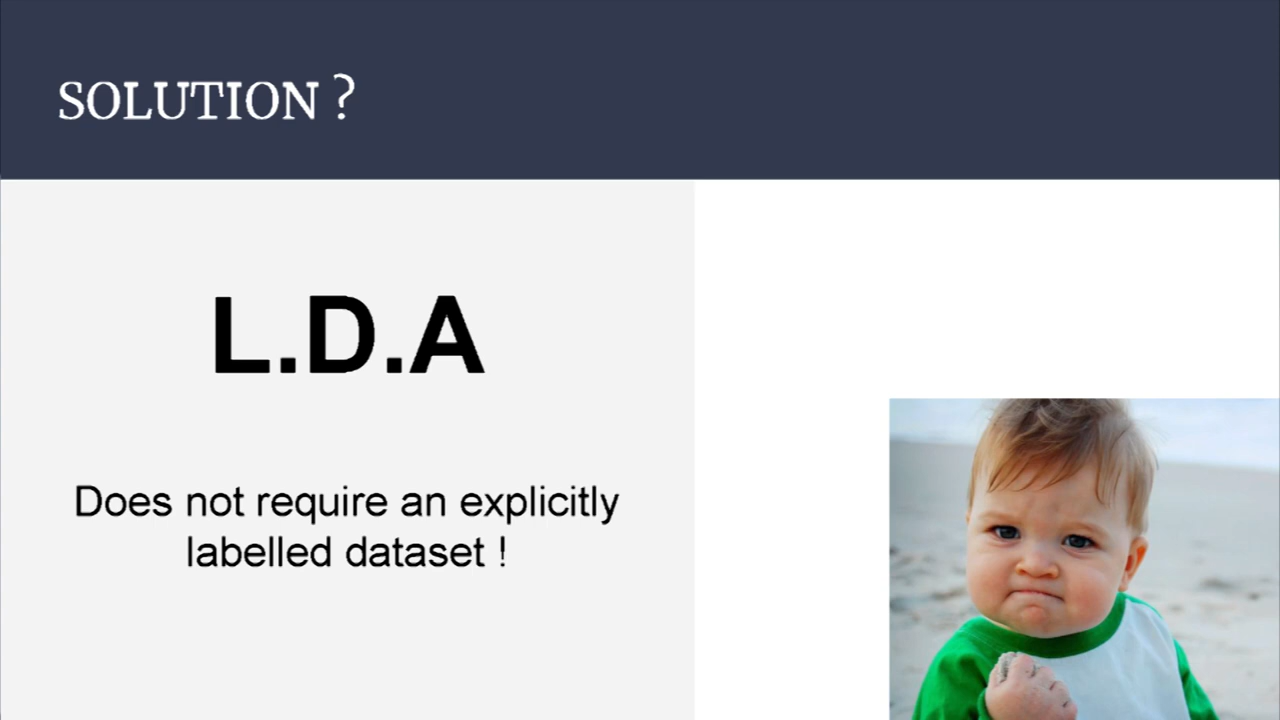 SOLUTION ?
L.D.A
Does not require an explicitly
labelled dataset !